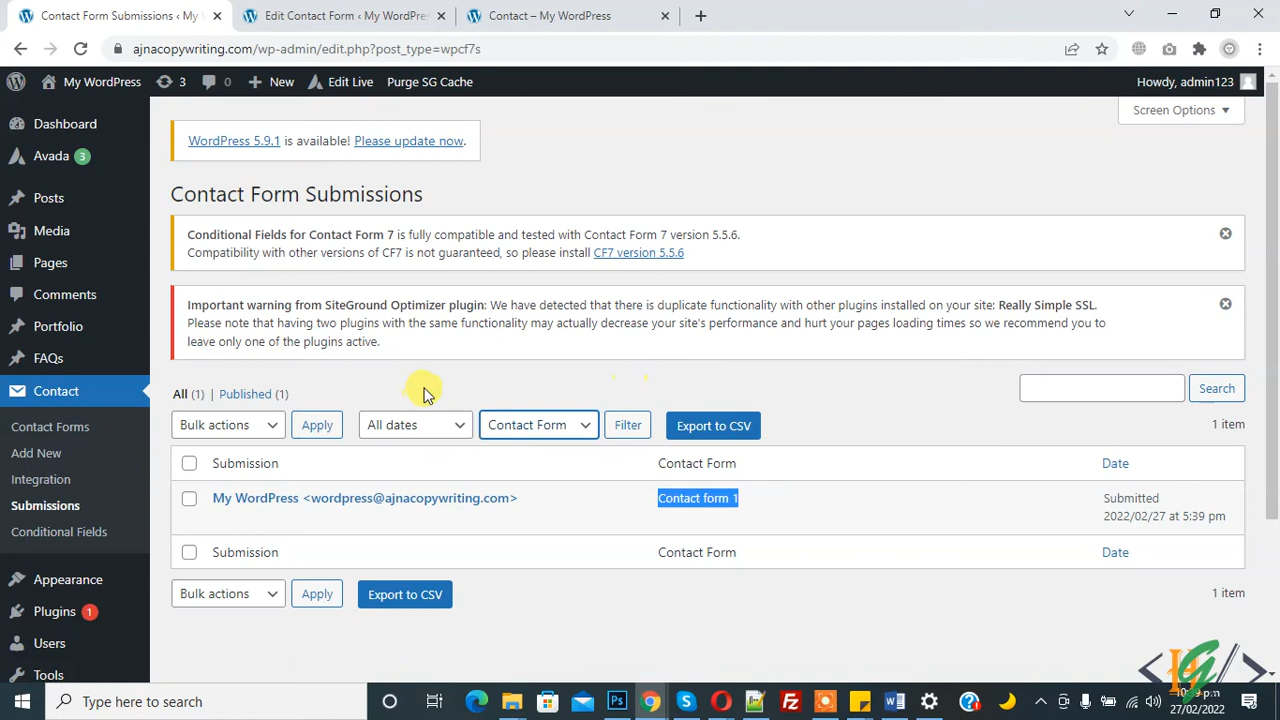 Contact Form Submissions ‹ My W
Edit Contact Form ‹ My WordPres
Contact – My WordPress
ajnacopywriting.com/wp-admin/edit.php?post_type=wpcf7s
My WordPress
3
0
New
Edit Live
Purge SG Cache
Howdy, admin123
Screen Options
Dashboard
Avada 3
Posts
Media
Pages
Comments
Portfolio
FAQs
Contact
Contact Forms
Add New
Integration
Submissions
Conditional Fields
Appearance
Plugins 1
Users
Tools
WordPress 5.9.1 is available! Please update now.
Contact Form Submissions
Conditional Fields for Contact Form 7 is fully compatible and tested with Contact Form 7 version 5.5.6.
Compatibility with other versions of CF7 is not guaranteed, so please install CF7 version 5.5.6
Important warning from SiteGround Optimizer plugin: We have detected that there is duplicate functionality with other plugins installed on your site: Really Simple SSL.
Please note that having two plugins with the same functionality may actually decrease your site's performance and hurt your pages loading times so we recommend you to
leave only one of the plugins active.
All (1) | Published (1)
Search
Bulk actions
Apply
All dates
Contact Form
Filter
Export to CSV
1 item
Submission
Contact Form
Date
My WordPress <wordpress@ajnacopywriting.com>
Contact form 1
Submitted
2022/02/27 at 5:39 pm
Submission
Contact Form
Date
Bulk actions
Apply
Export to CSV
1 item
Type here to search
27/02/2022